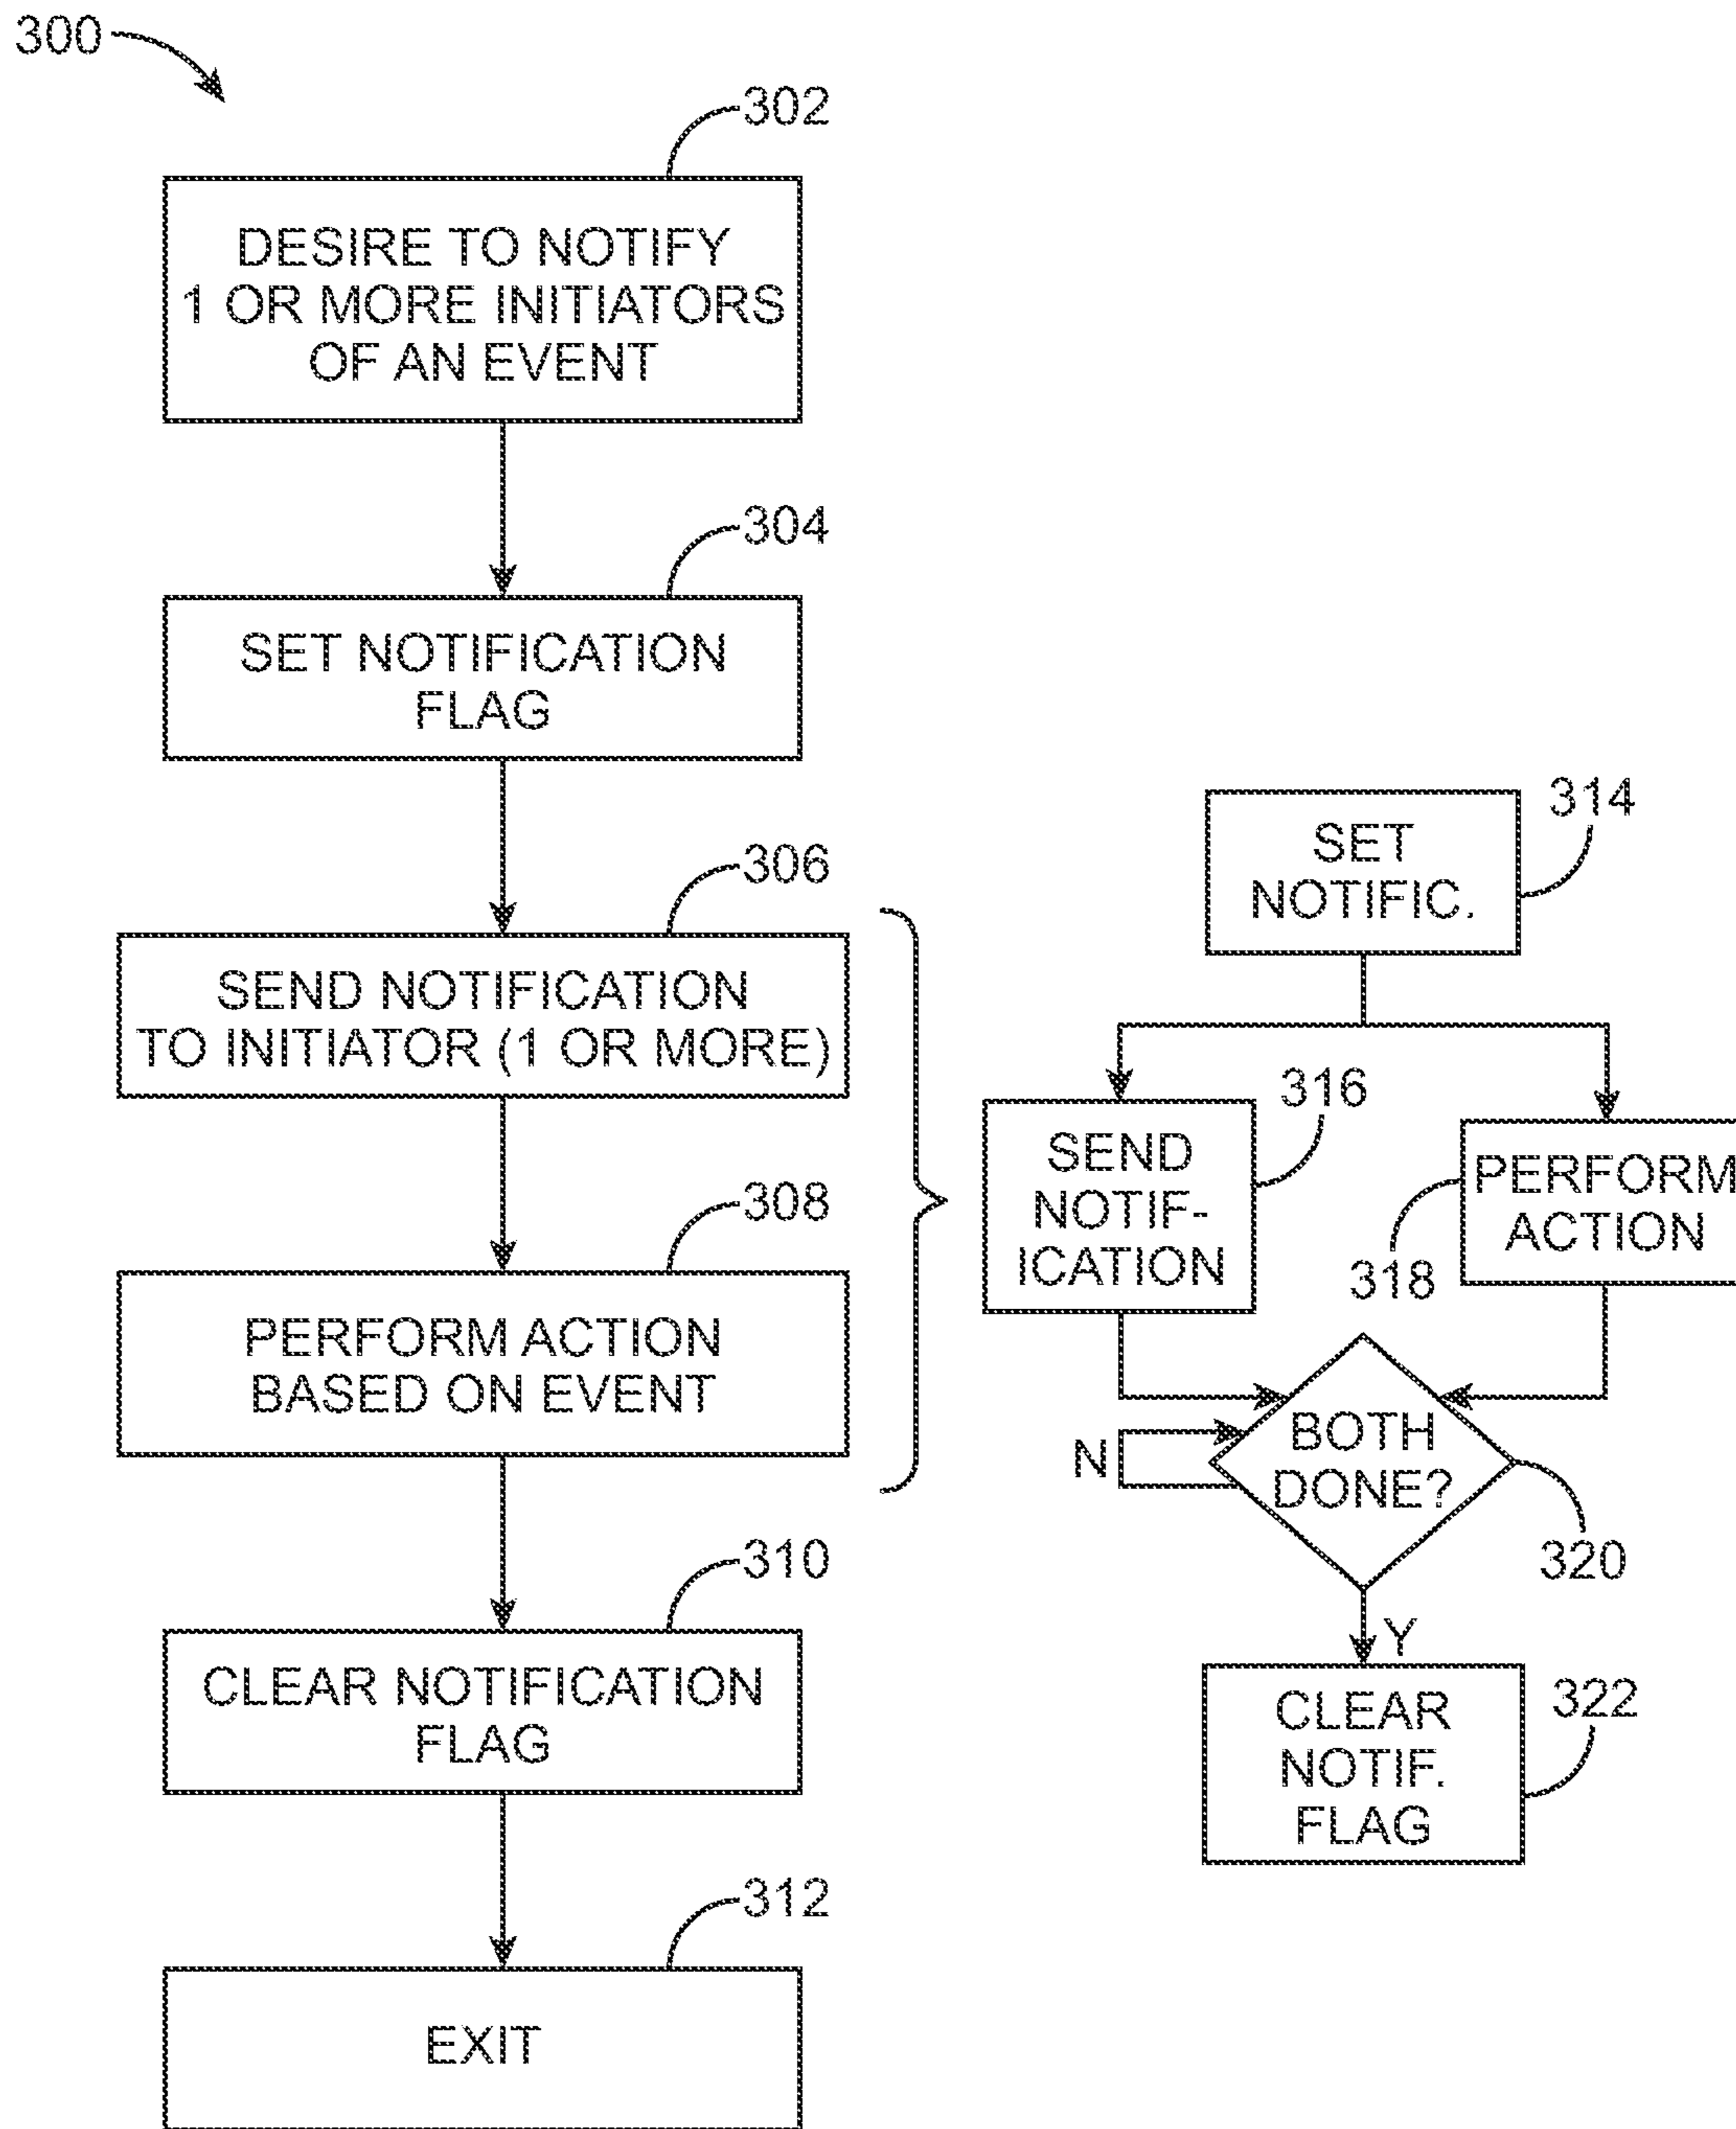 300
302
DESIRE TO NOTIFY
1 OR MORE INITIATORS
OF AN EVENT
304
SET NOTIFICATION
FLAG
306
SEND NOTIFICATION
TO INITIATOR (1 OR MORE)
308
PERFORM ACTION
BASED ON EVENT
310
CLEAR NOTIFICATION
FLAG
312
EXIT
314
SET
NOTIFIC.
316
SEND
NOTIF-
ICATION
318
PERFORM
ACTION
N
BOTH
DONE?
320
Y
322
CLEAR
NOTIF.
FLAG